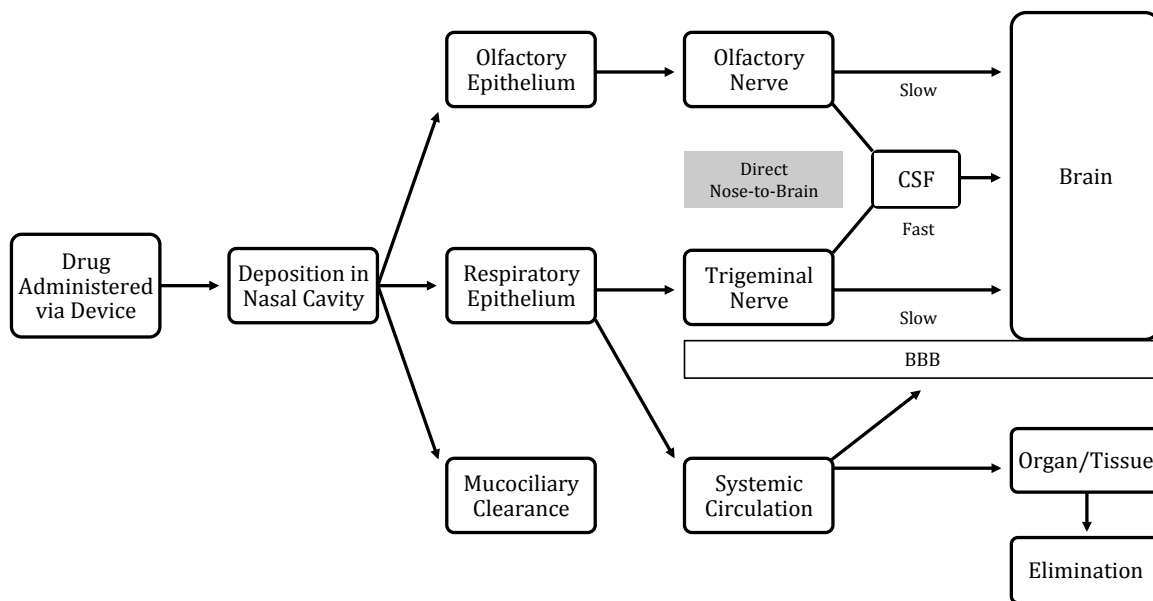 Olfactory
Epithelium
Olfactory
Nerve
Slow
Direct
Nose-to-Brain
CSF
Fast
Brain
Drug
Administered
via Device
Deposition in
Nasal Cavity
Respiratory
Epithelium
Trigeminal
Nerve
Slow
BBB
Mucociliary
Clearance
Systemic
Circulation
Organ/Tissue
Elimination